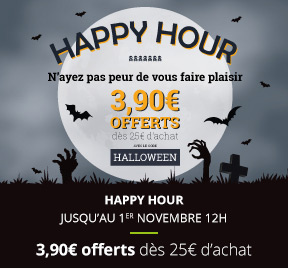 HAPPY HOUR
N'ayez pas peur de vous faire plaisir
3,90€
OFFERTS
dès 25€ d'achat
AVEC LE CODE
HALLOWEEN
HAPPY HOUR
JUSQU'AU 1ER NOVEMBRE 12H
3,90€ offerts dès 25€ d'achat